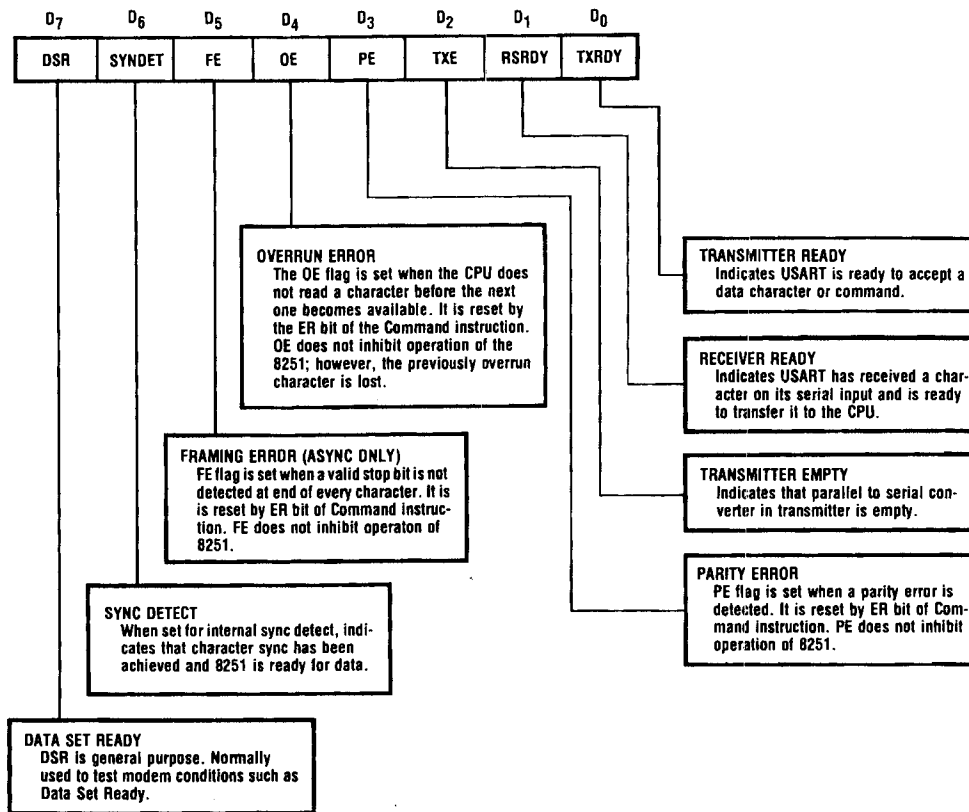 D7 D6 D5 D4 D3 D2 D1 D0
DSR SYNDET FE OE PE TXE RSRDY TXRDY
OVERRUN ERROR
The OE flag is set when the CPU does
not read a character before the next
one becomes available. It is reset by
the ER bit of the Command instruction.
OE does not inhibit operation of the
8251; however, the previously overrun
character is lost.
TRANSMITTER READY
Indicates USART is ready to accept a
data character or command.
RECEIVER READY
Indicates USART has received a char-
acter on its serial input and is ready
to transfer it to the CPU.
FRAMING ERROR (ASYNC ONLY)
FE flag is set when a valid stop bit is not
detected at end of every character. It is
is reset by ER bit of Command instruc-
tion. FE does not inhibit operaton of
8251.
TRANSMITTER EMPTY
Indicates that parallel to serial con-
verter in transmitter is empty.
PARITY ERROR
PE flag is set when a parity error is
detected. It is reset by ER bit of Com-
mand instruction. PE does not inhibit
operation of 8251.
SYNC DETECT
When set for internal sync detect, indi-
cates that character sync has been
achieved and 8251 is ready for data.
DATA SET READY
DSR is general purpose. Normally
used to test modem conditions such as
Data Set Ready.